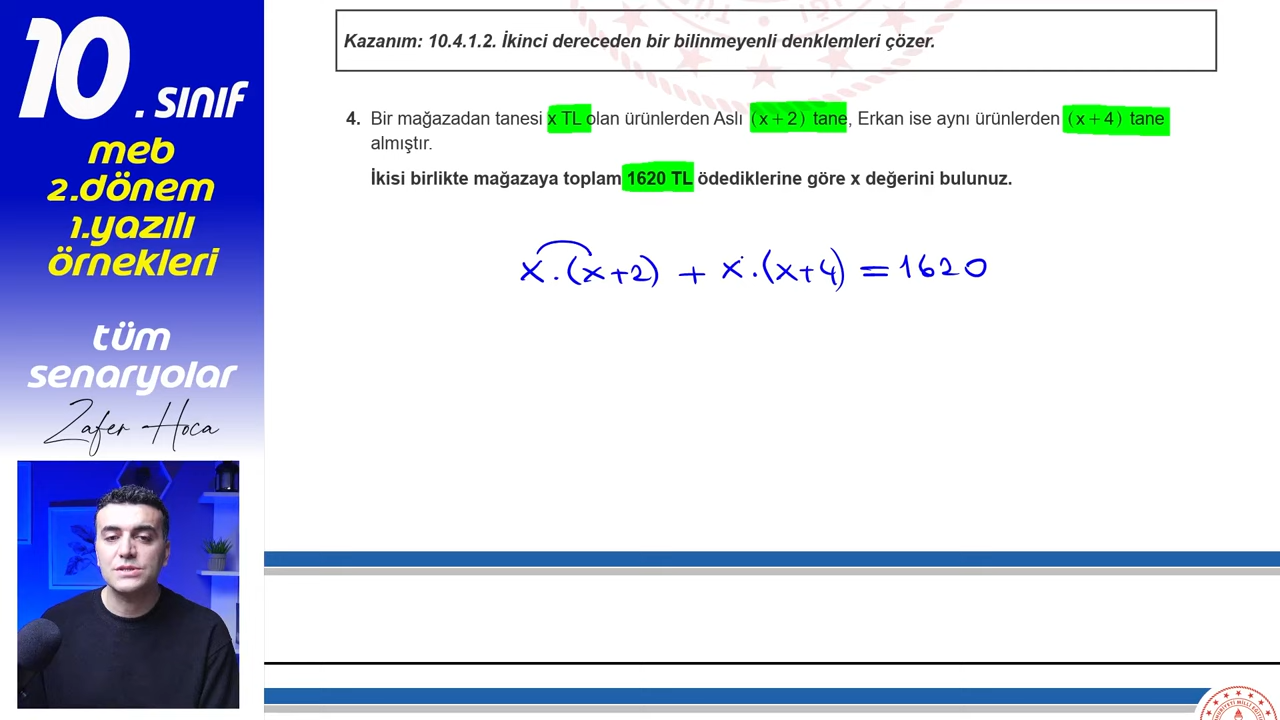 10
. SINIF
meb
2.dönem
1.yazılı
örnekleri
tüm
senaryolar
Zafer Hoca
Kazanım: 10.4.1.2. İkinci dereceden bir bilinmeyenli denklemleri çözer.
4. Bir mağazadan tanesi x TL olan ürünlerden Aslı (x + 2) tane, Erkan ise aynı ürünlerden (x + 4) tane
almıştır.
İkisi birlikte mağazaya toplam 1620 TL ödediklerine göre x değerini bulunuz.
x.(x+2) + x.(x+4) = 1620